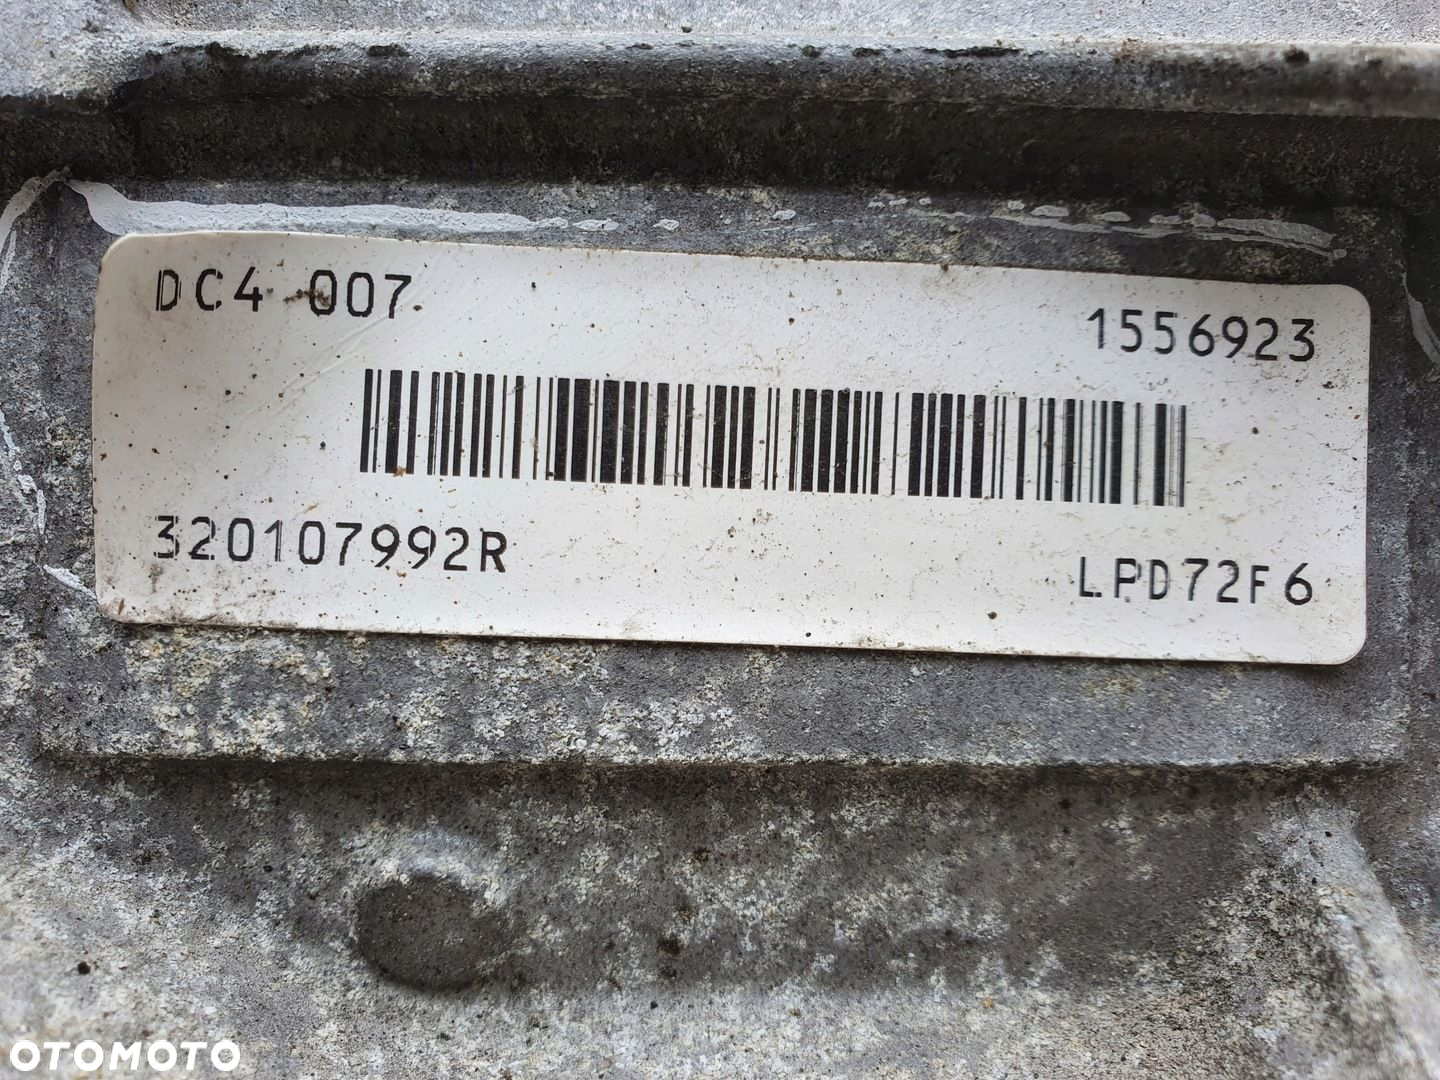 DC4 007
1556923
320107992R
LPD72F6
OTOMOTO